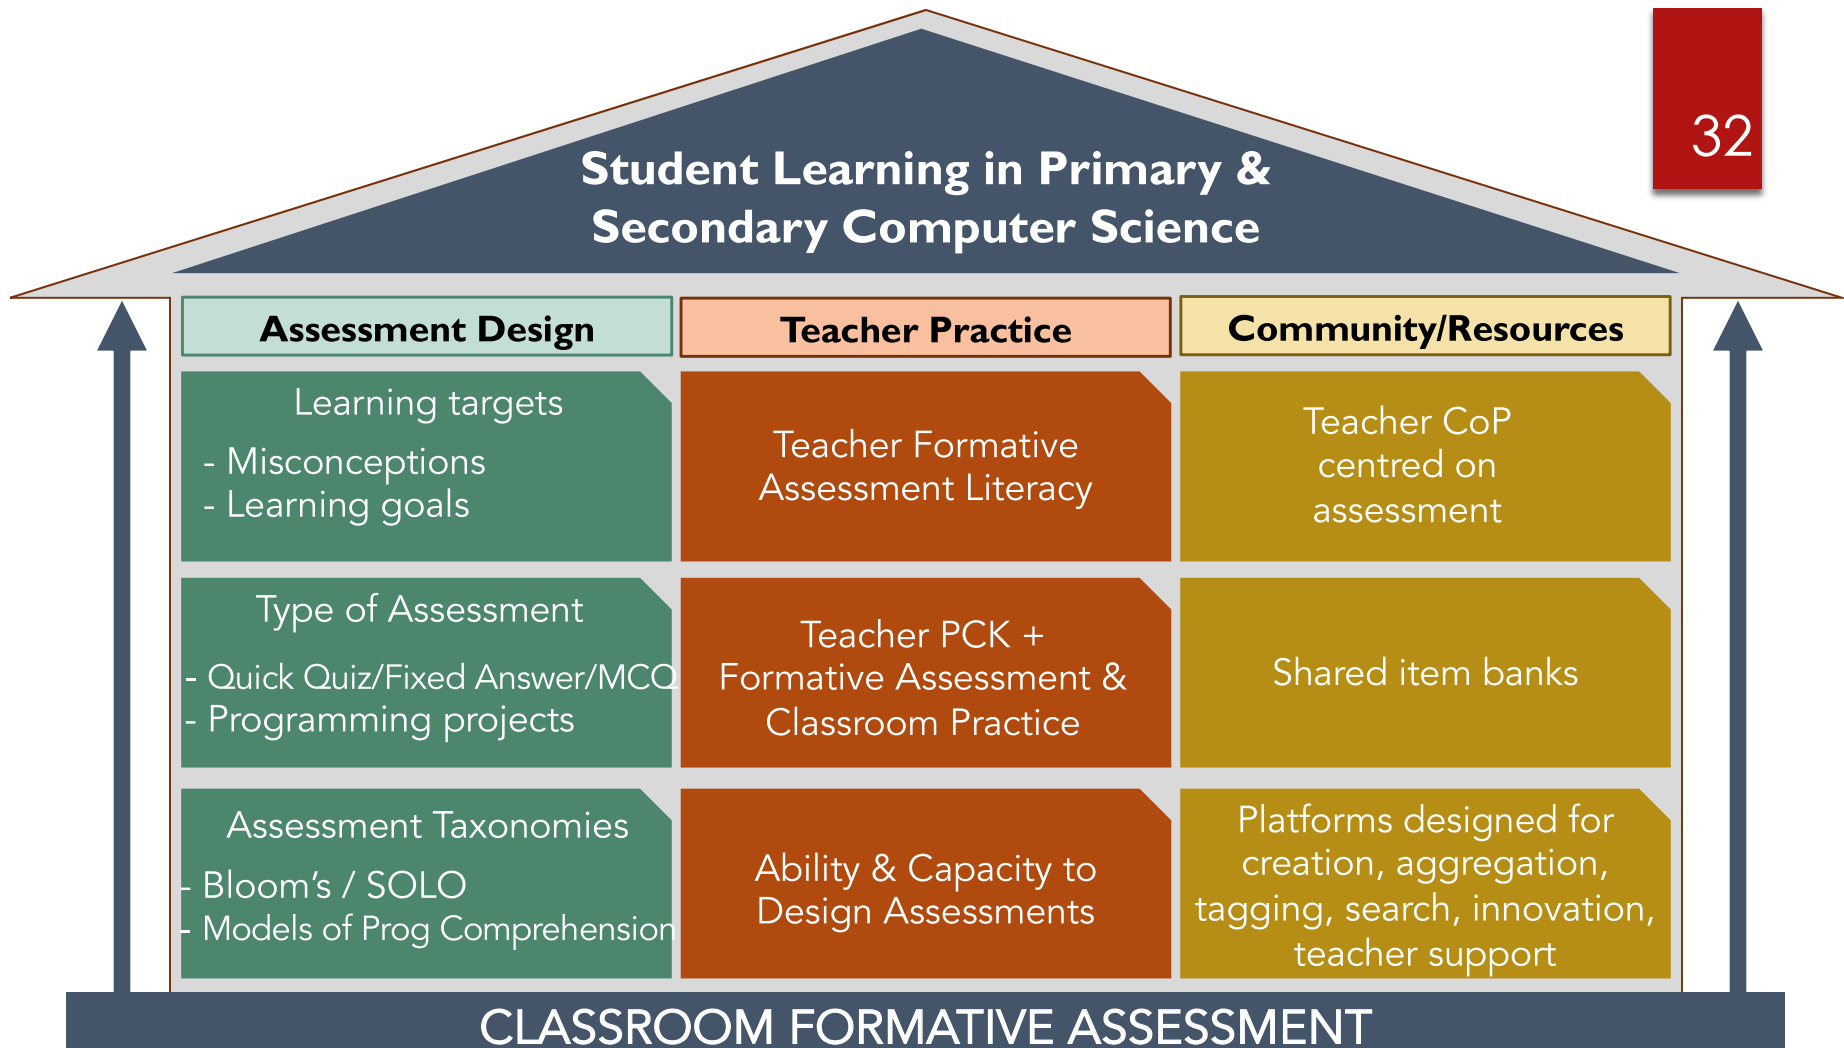 32
Student Learning in Primary &
Secondary Computer Science
Assessment Design
Learning targets
- Misconceptions
- Learning goals
Type of Assessment
- Quick Quiz/Fixed Answer/MCQ
- Programming projects
Assessment Taxonomies
- Bloom’s / SOLO
- Models of Prog Comprehension
Teacher Practice
Teacher Formative
Assessment Literacy
Teacher PCK +
Formative Assessment &
Classroom Practice
Ability & Capacity to
Design Assessments
Community/Resources
Teacher CoP
centred on
assessment
Shared item banks
Platforms designed for
creation, aggregation,
tagging, search, innovation,
teacher support
CLASSROOM FORMATIVE ASSESSMENT